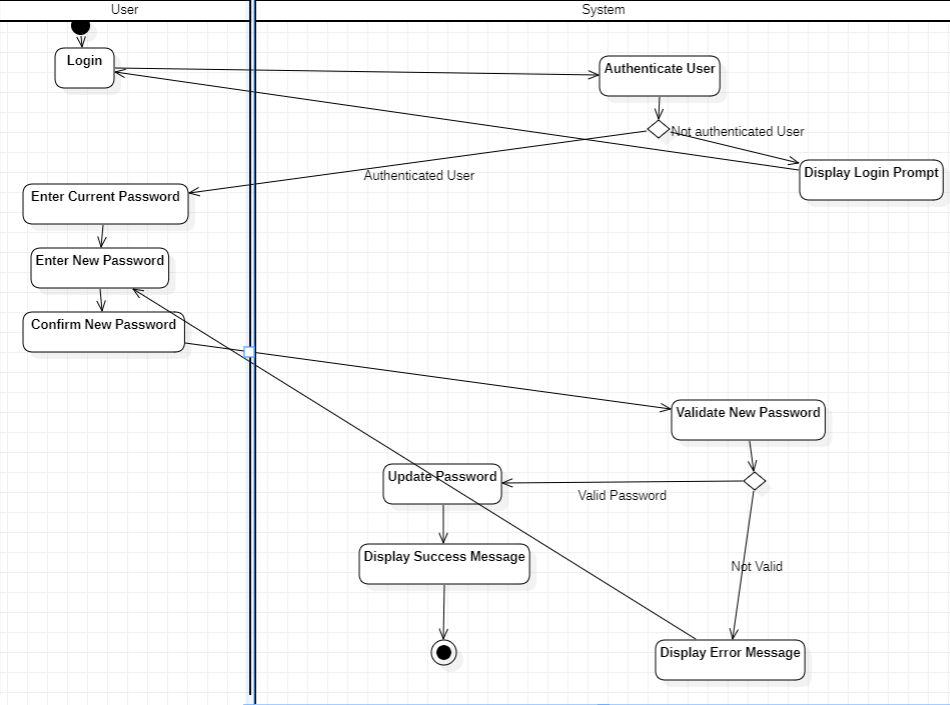 User
System
Login
Authenticate User
Not authenticated User
Display Login Prompt
Authenticated User
Enter Current Password
Enter New Password
Confirm New Password
Validate New Password
Update Password
Valid Password
Display Success Message
Not Valid
Display Error Message